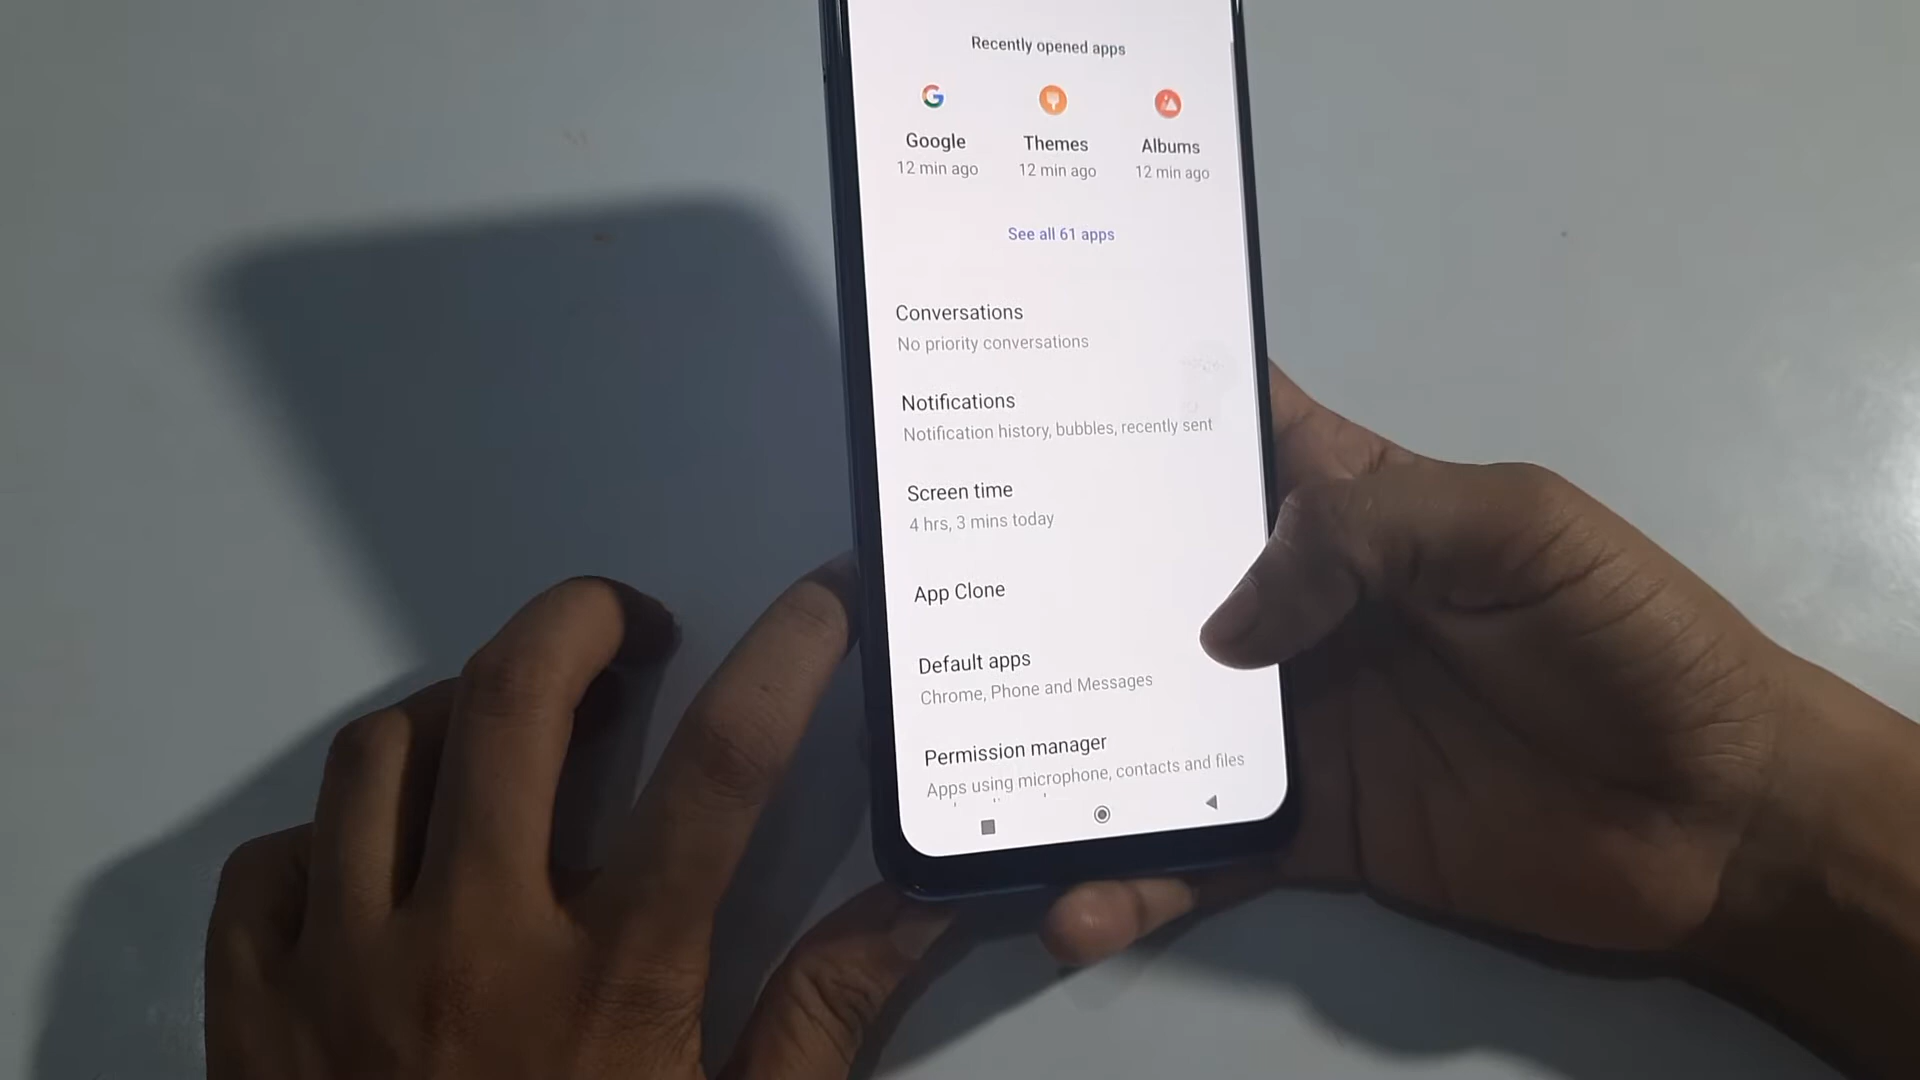 Recently opened apps
Google
Themes
Albums
12 min ago
12 min ago
12 min ago
See all 61 apps
Conversations
No priority conversations
Notifications
Notification history, bubbles, recently sent
Screen time
4 hrs, 3 mins today
App Clone
Default apps
Chrome, Phone and Messages
Permission manager
Apps using microphone, contacts and files